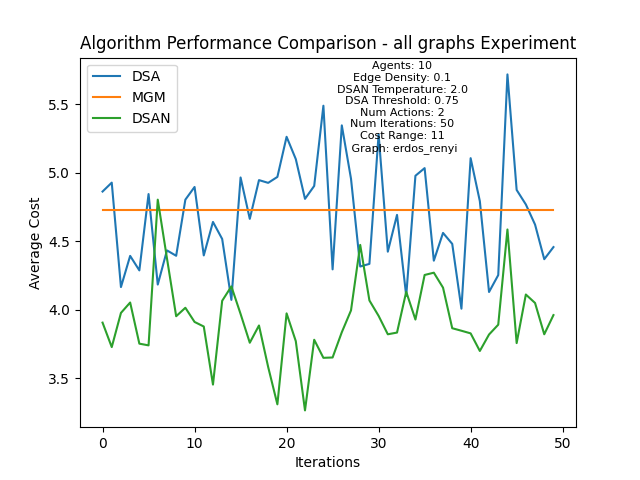 Algorithm Performance Comparison - all graphs Experiment
DSA
MGM
DSAN
Agents: 10
Edge Density: 0.1
DSAN Temperature: 2.0
DSA Threshold: 0.75
Num Actions: 2
Num Iterations: 50
Cost Range: 11
Graph: erdos_renyi
Average Cost
5.5
5.0
4.5
4.0
3.5
0 10 20 30 40 50
Iterations